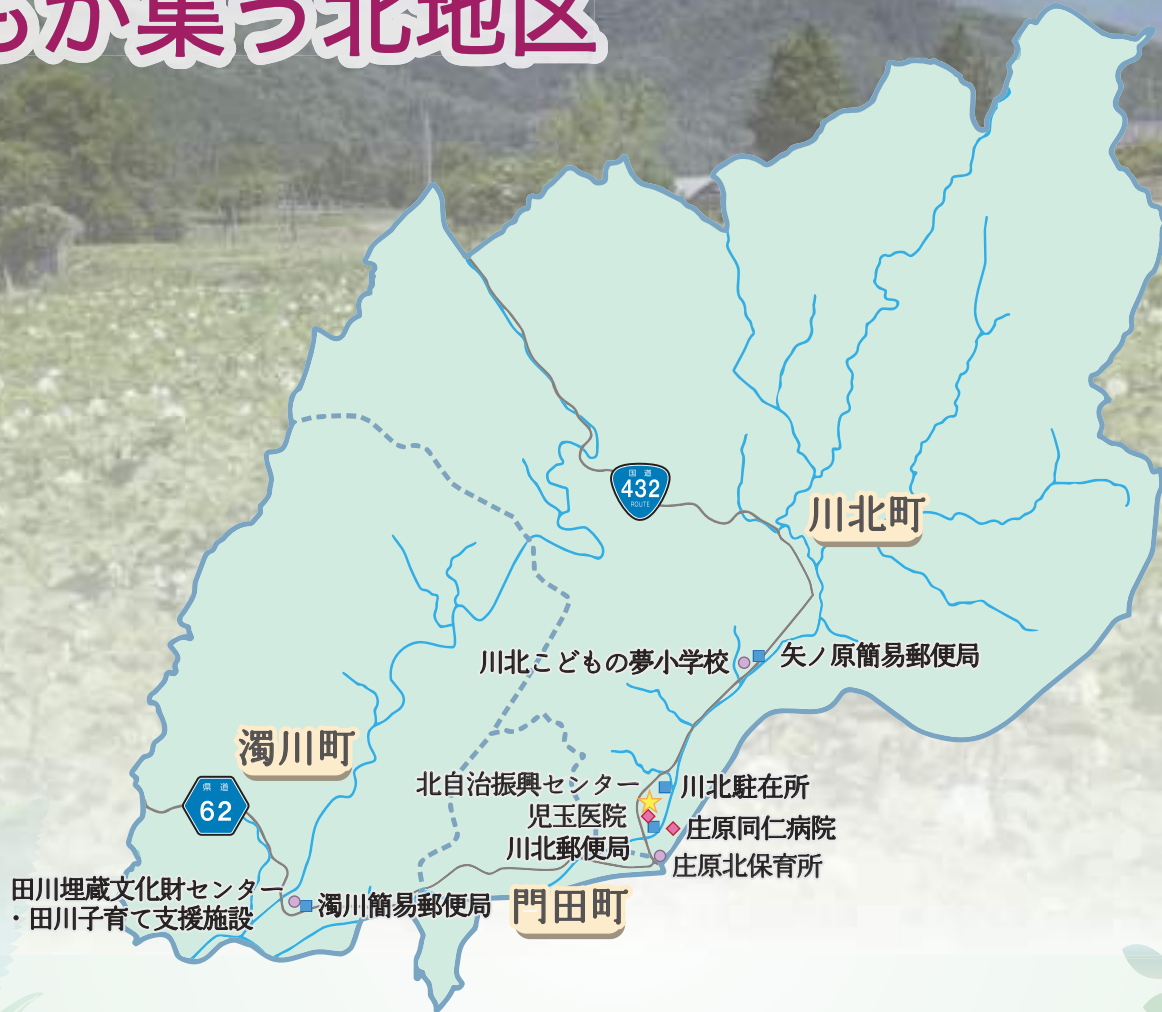 もが集う北地区
国道
432
ROUTE
川北町
川北こどもの夢小学校
矢ノ原簡易郵便局
濁川町
県道
62
北自治振興センター
川北駐在所
児玉医院
庄原同仁病院
川北郵便局
庄原北保育所
田川埋蔵文化財センター
・田川子育て支援施設
濁川簡易郵便局
門田町